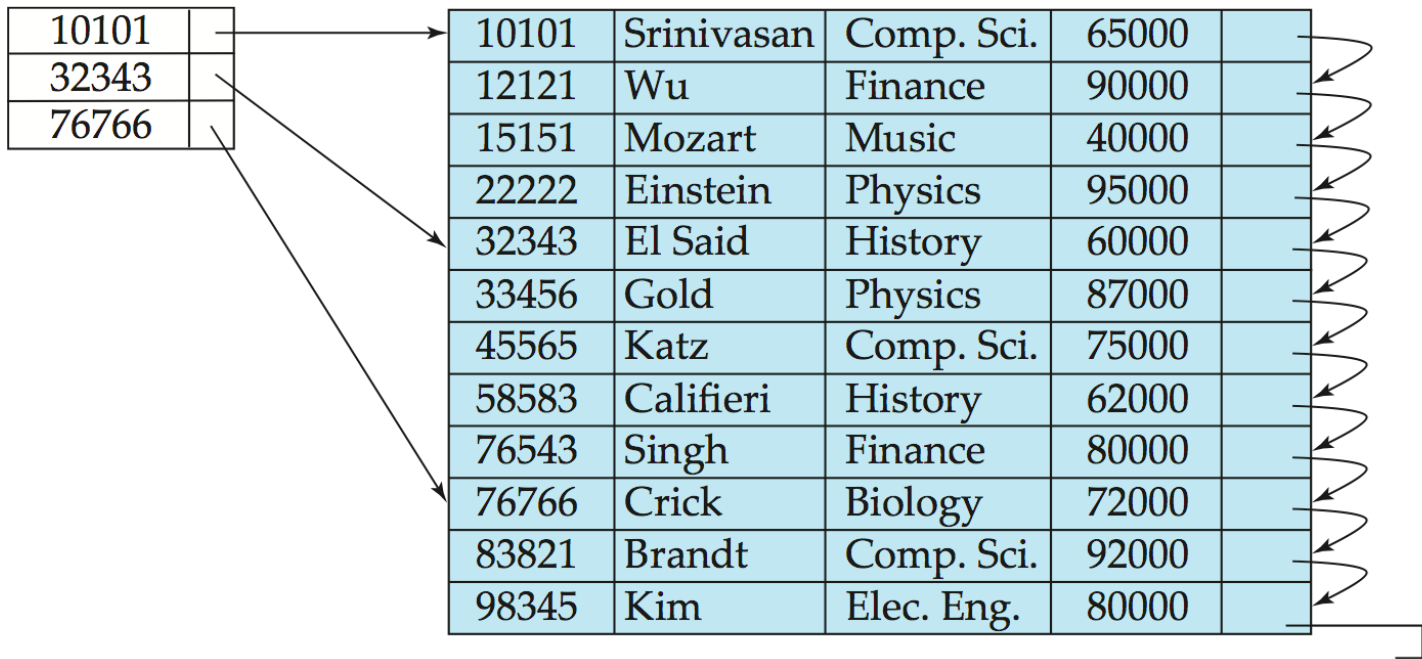 10101
32343
76766
10101 Srinivasan Comp. Sci. 65000
12121 Wu Finance 90000
15151 Mozart Music 40000
22222 Einstein Physics 95000
32343 El Said History 60000
33456 Gold Physics 87000
45565 Katz Comp. Sci. 75000
58583 Califieri History 62000
76543 Singh Finance 80000
76766 Crick Biology 72000
83821 Brandt Comp. Sci. 92000
98345 Kim Elec. Eng. 80000